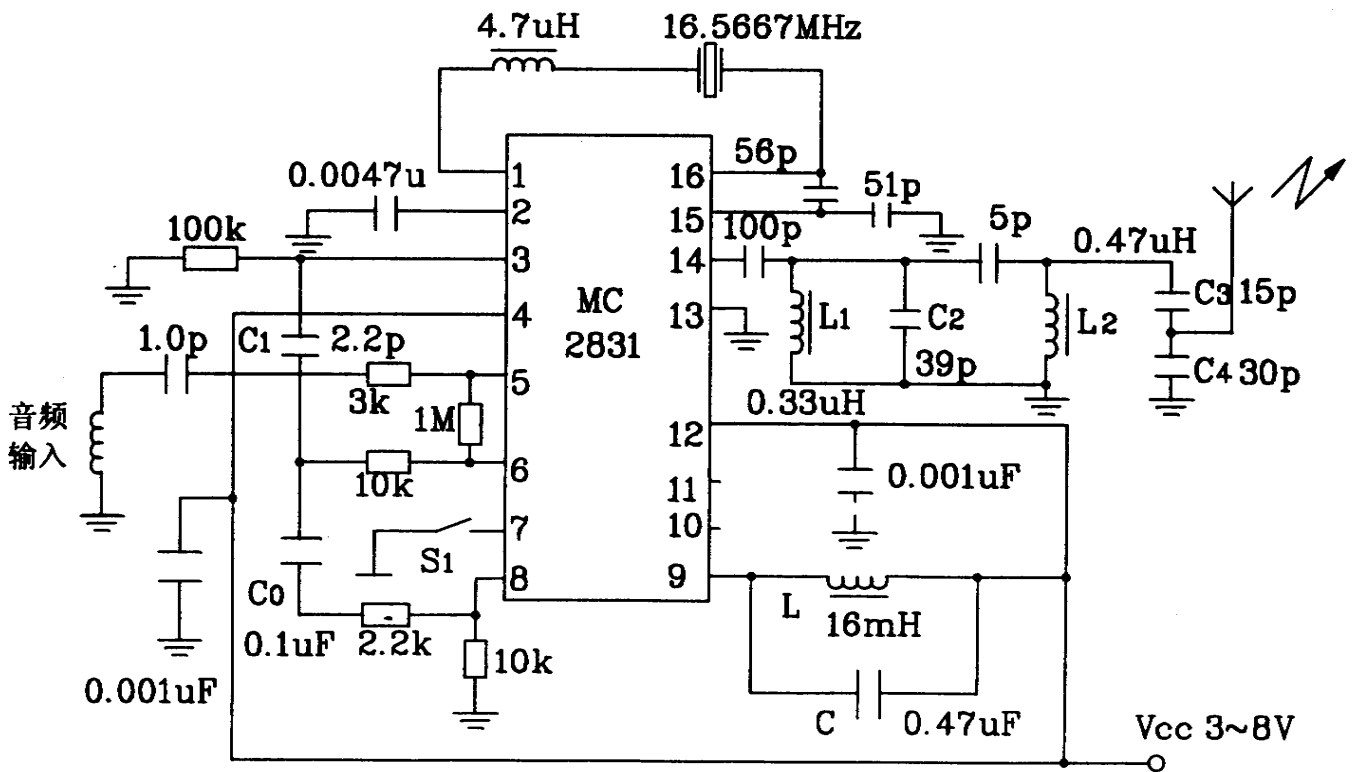 4.7uH
16.5667MHz
0.0047u
1
2
3
4
5
6
7
8
MC
2831
16
15
14
13
12
11
10
9
56p
51p
100p
5p
0.47uH
100k
1.0p
C1
2.2p
3k
1M
10k
音频
输入
S1
C0
0.1uF
2.2k
10k
0.001uF
L1
C2
39p
0.33uH
L2
C3 15p
C4 30p
0.001uF
L
16mH
C
0.47uF
Vcc 3~8V